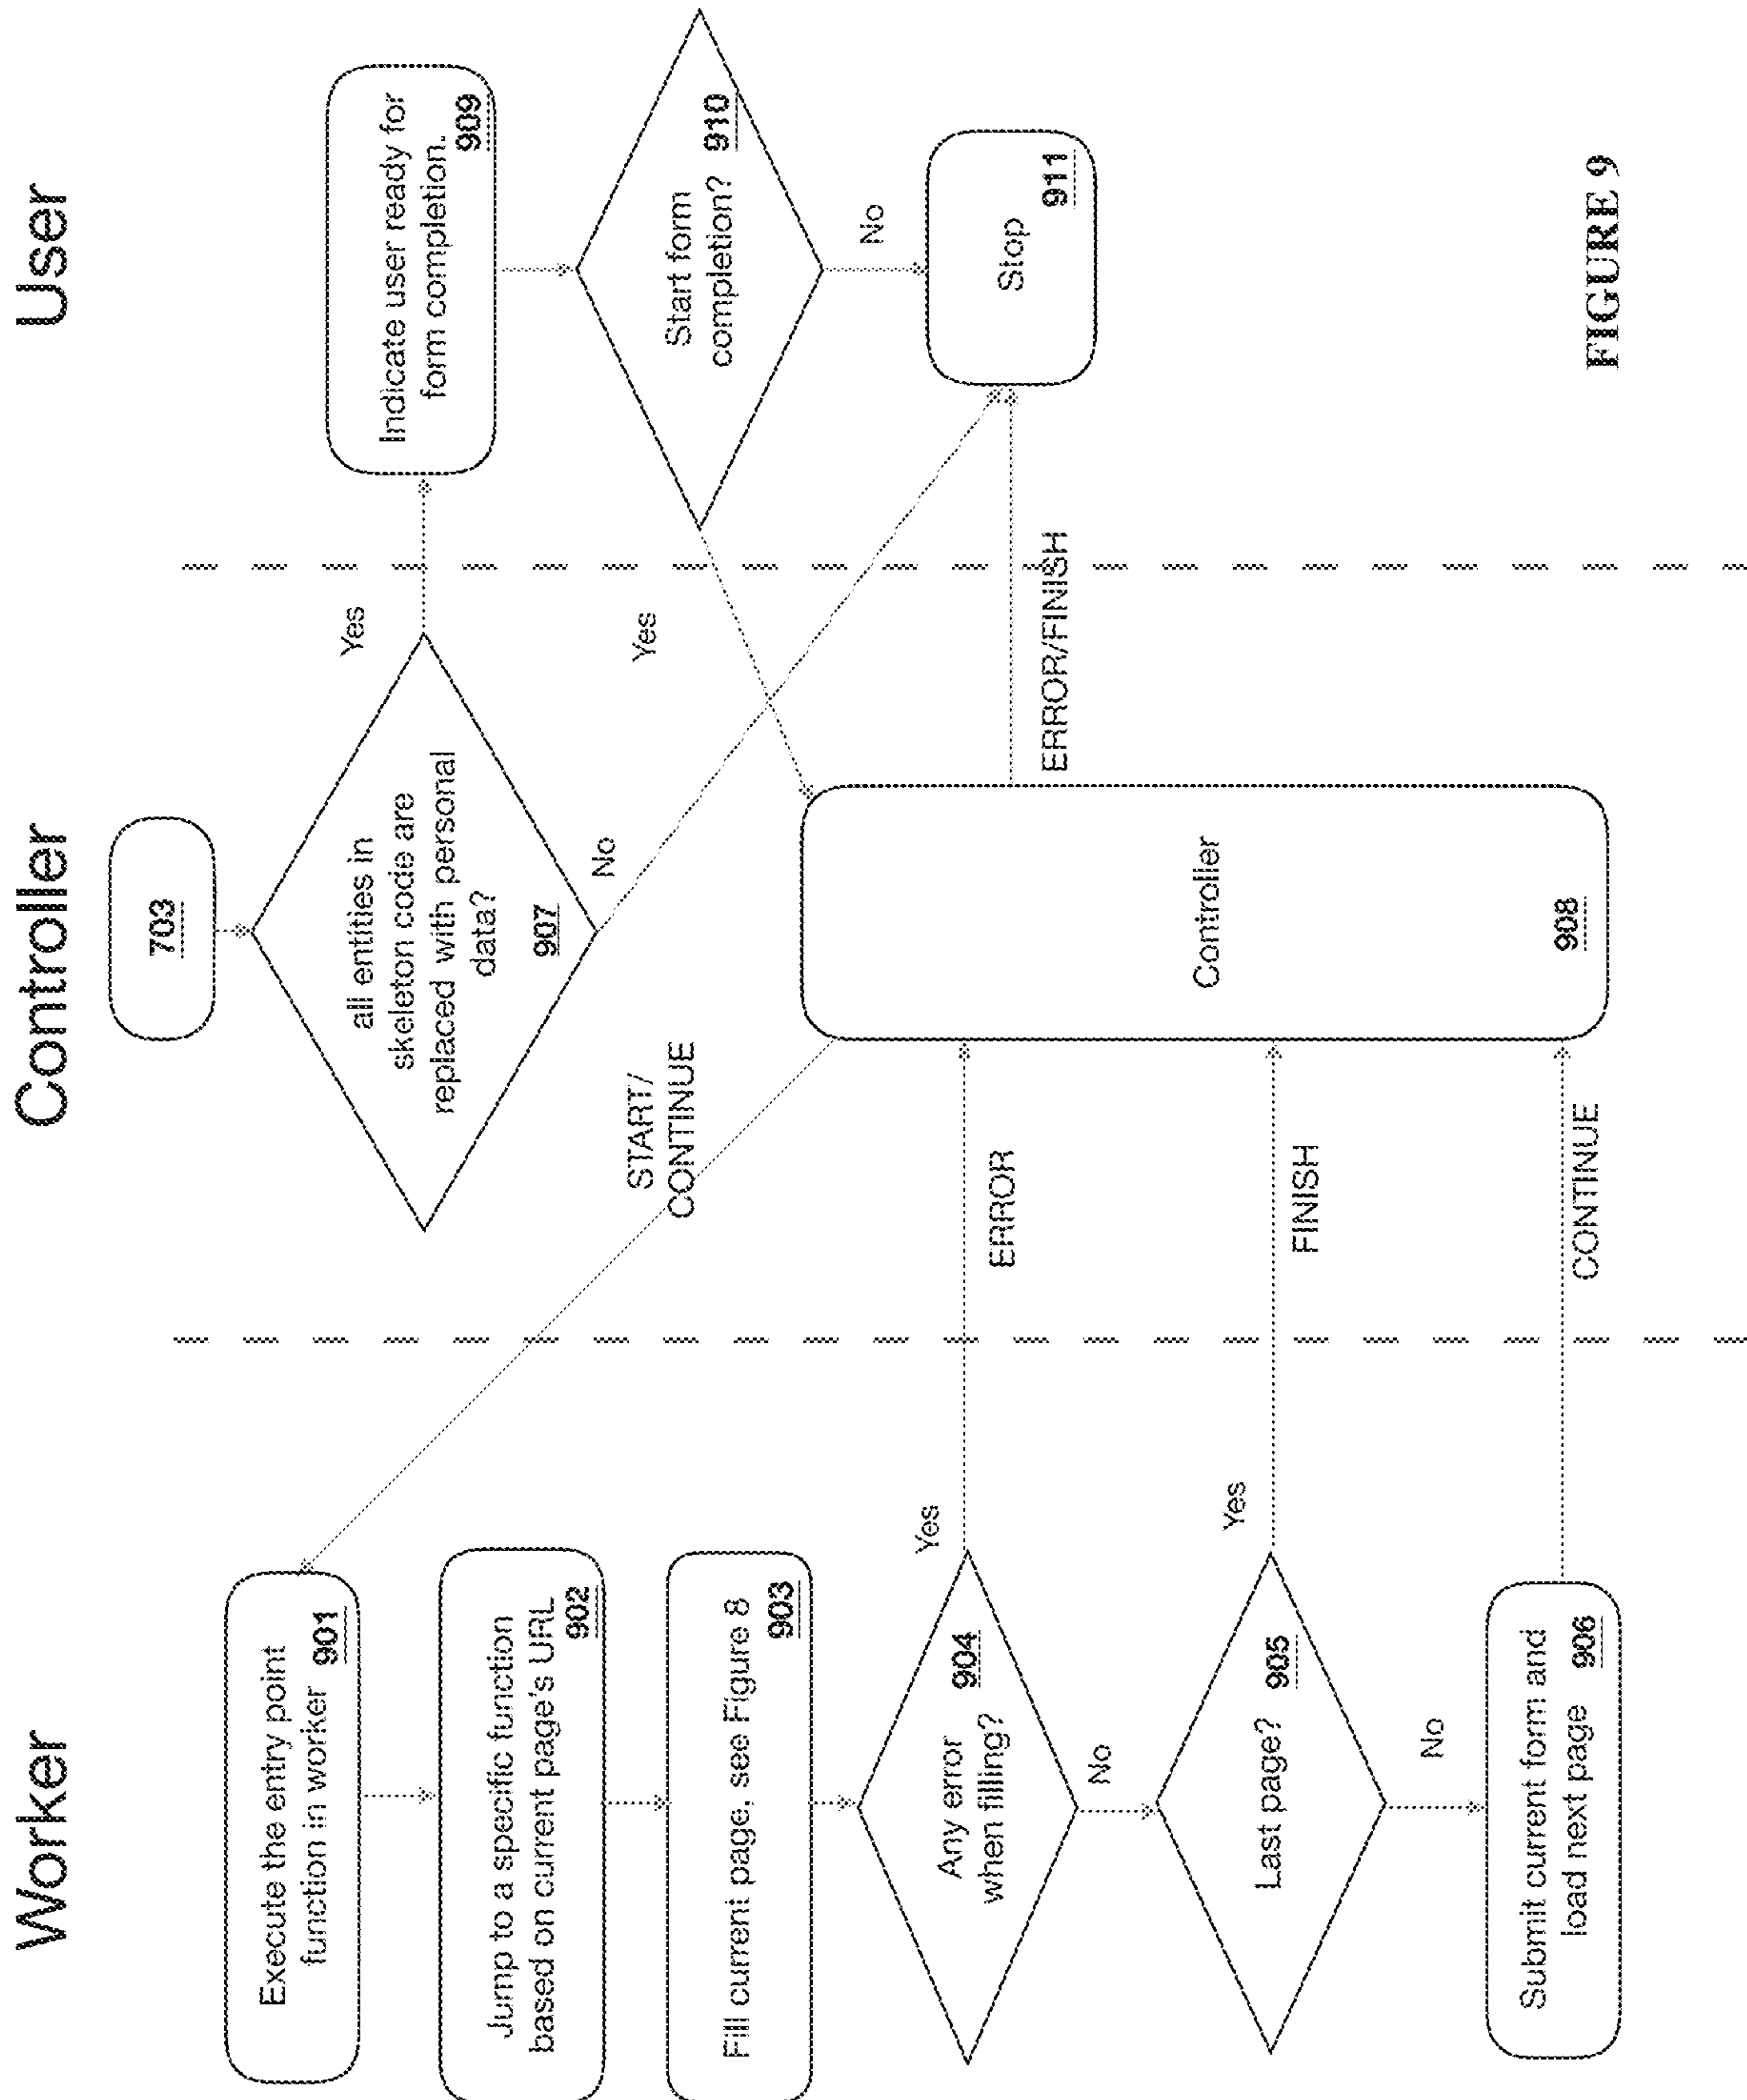 Worker
Controller
User
Execute the entry point
function in worker 901
Jump to a specific function
based on current page's URL
902
Fill current page, see Figure 8
903
Any error
when filling?
904
Yes
ERROR
No
Last page?
905
Yes
FINISH
No
Submit current form and
load next page 906
CONTINUE
703
all entities in
skeleton code are
replaced with personal
data?
907
Yes
No
START/
CONTINUE
Controller
908
Yes
ERROR/FINISH
Indicate user ready for
form completion.
909
Start form
completion? 910
No
Stop
911
FIGURE 9